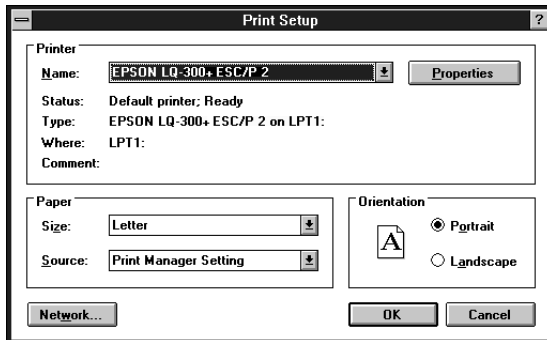 Print Setup ?
Printer
Name: EPSON LQ-300+ ESC/P 2 Properties
Status: Default printer; Ready
Type: EPSON LQ-300+ ESC/P 2 on LPT1:
Where: LPT1:
Comment:
Paper
Size: Letter
Source: Print Manager Setting
Orientation
A
Portrait
Landscape
Network... OK Cancel